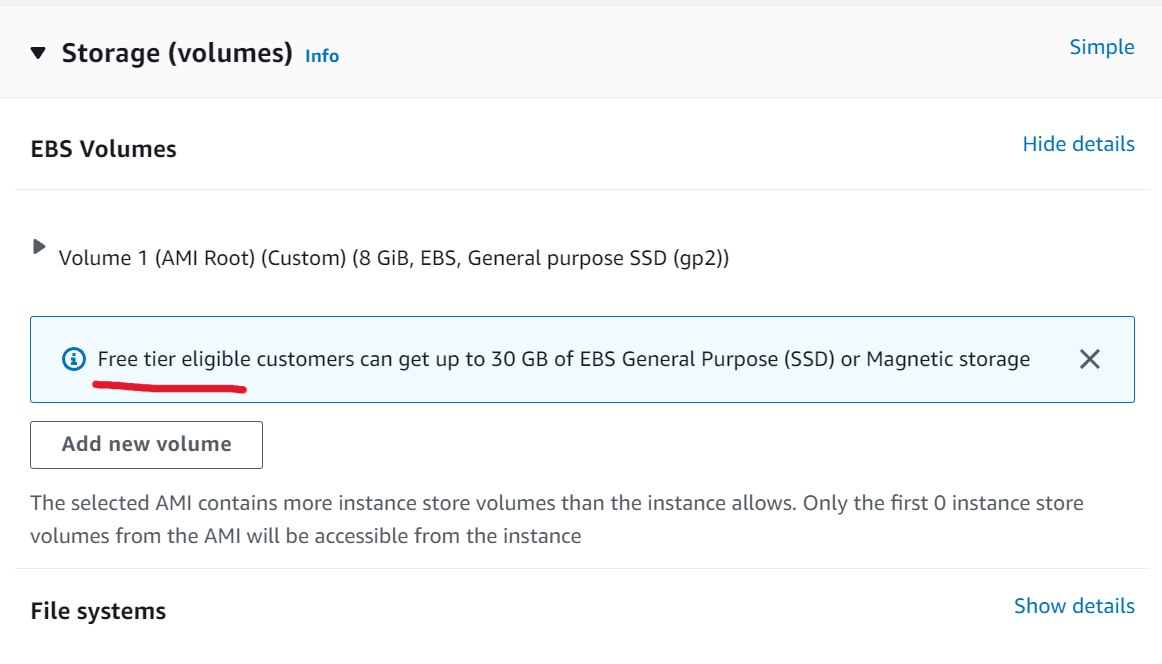 Storage (volumes) Info Simple
EBS Volumes Hide details
Volume 1 (AMI Root) (Custom) (8 GiB, EBS, General purpose SSD (gp2))
Free tier eligible customers can get up to 30 GB of EBS General Purpose (SSD) or Magnetic storage
Add new volume
The selected AMI contains more instance store volumes than the instance allows. Only the first 0 instance store
volumes from the AMI will be accessible from the instance
File systems Show details